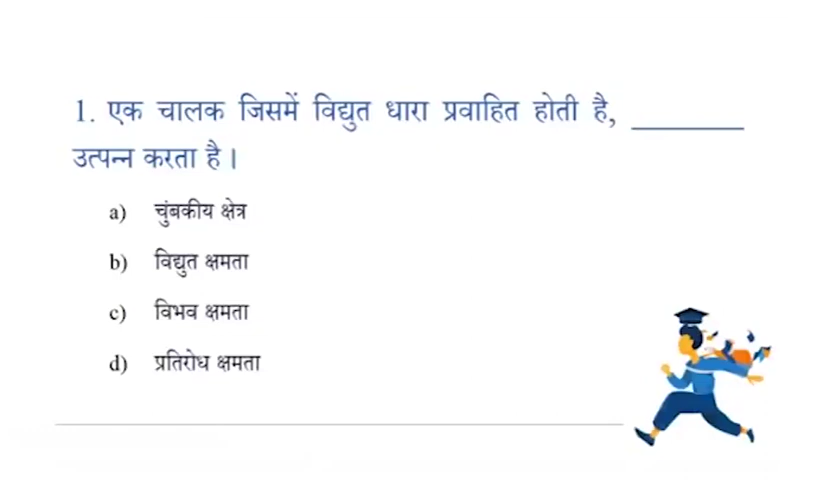 1. एक चालक जिसमें विद्युत धारा प्रवाहित होती है, ________
उत्पन्न करता है।
a) चुंबकीय क्षेत्र
b) विद्युत क्षमता
c) विभव क्षमता
d) प्रतिरोध क्षमता